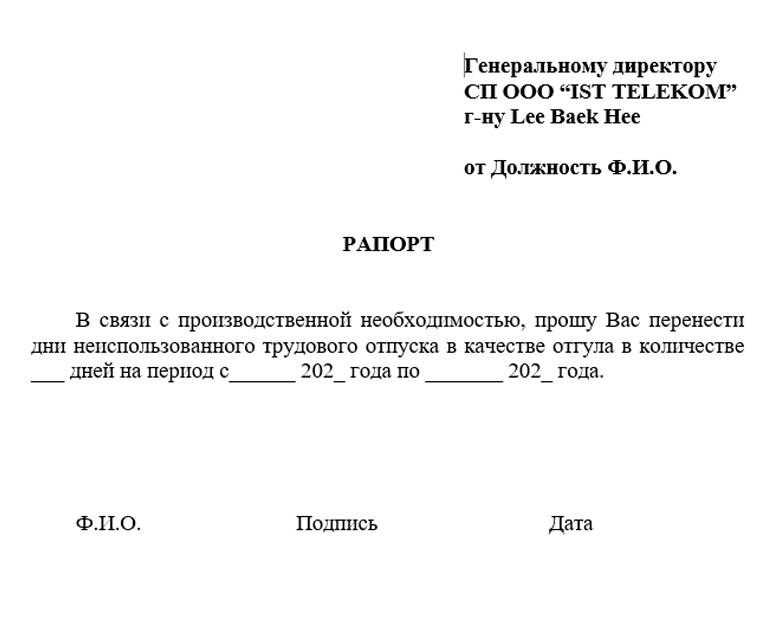 Генеральному директору
СП ООО “IST TELEKOM”
г-ну Lee Baek Hee
от Должность Ф.И.О.
РАПОРТ
В связи с производственной необходимостью, прошу Вас перенести
дни неиспользованного трудового отпуска в качестве отгула в количестве
___ дней на период с______ 202_ года по _______ 202_ года.
Ф.И.О. Подпись Дата